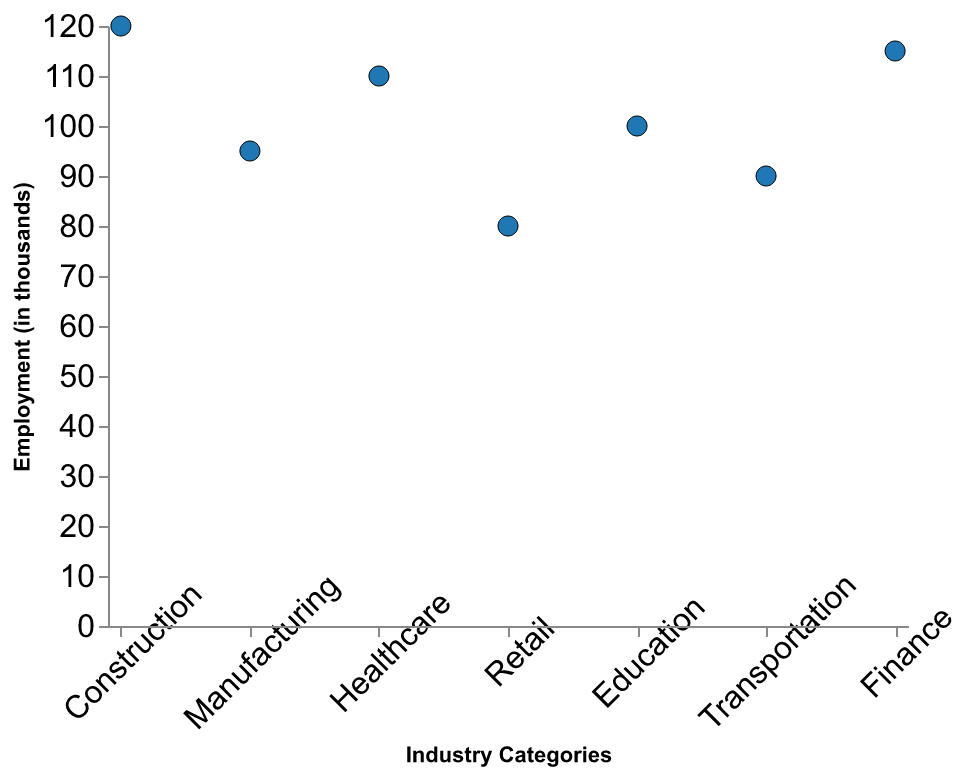 120
110
100
90
80
70
60
50
40
30
20
10
0
Employment (in thousands)
Construction
Manufacturing
Healthcare
Retail
Education
Transportation
Finance
Industry Categories